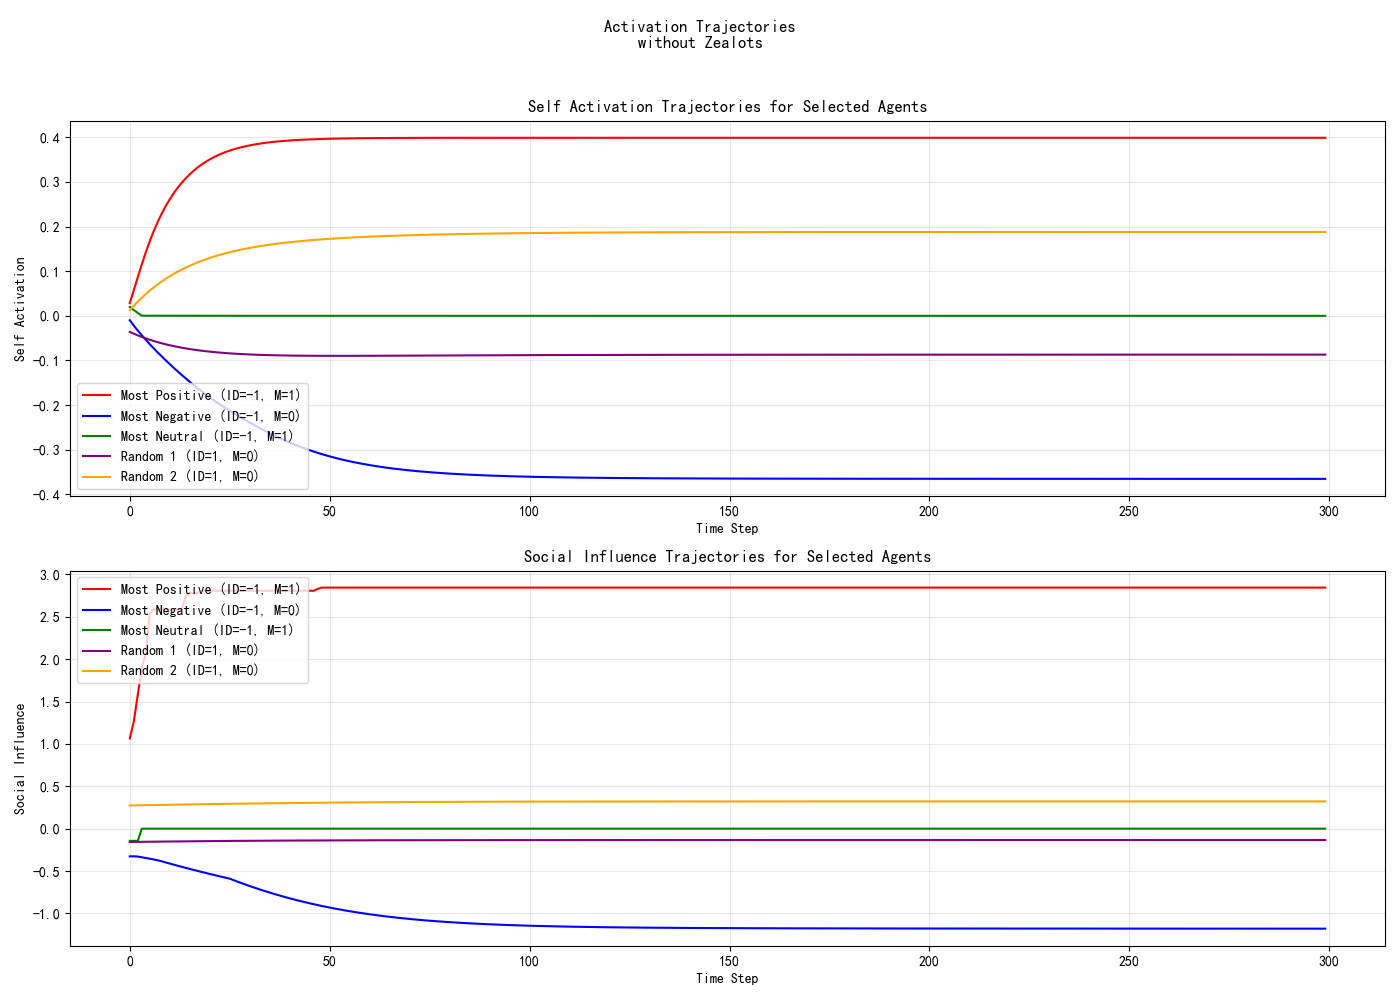 Activation Trajectories
without Zealots
Self Activation Trajectories for Selected Agents
Self Activation
0.4
0.3
0.2
0.1
0.0
−0.1
−0.2
−0.3
−0.4
Most Positive (ID=-1, M=1)
Most Negative (ID=-1, M=0)
Most Neutral (ID=-1, M=1)
Random 1 (ID=1, M=0)
Random 2 (ID=1, M=0)
0 50 100 150 200 250 300
Time Step
Social Influence Trajectories for Selected Agents
Social Influence
3.0
2.5
2.0
1.5
1.0
0.5
0.0
−0.5
−1.0
Most Positive (ID=-1, M=1)
Most Negative (ID=-1, M=0)
Most Neutral (ID=-1, M=1)
Random 1 (ID=1, M=0)
Random 2 (ID=1, M=0)
0 50 100 150 200 250 300
Time Step